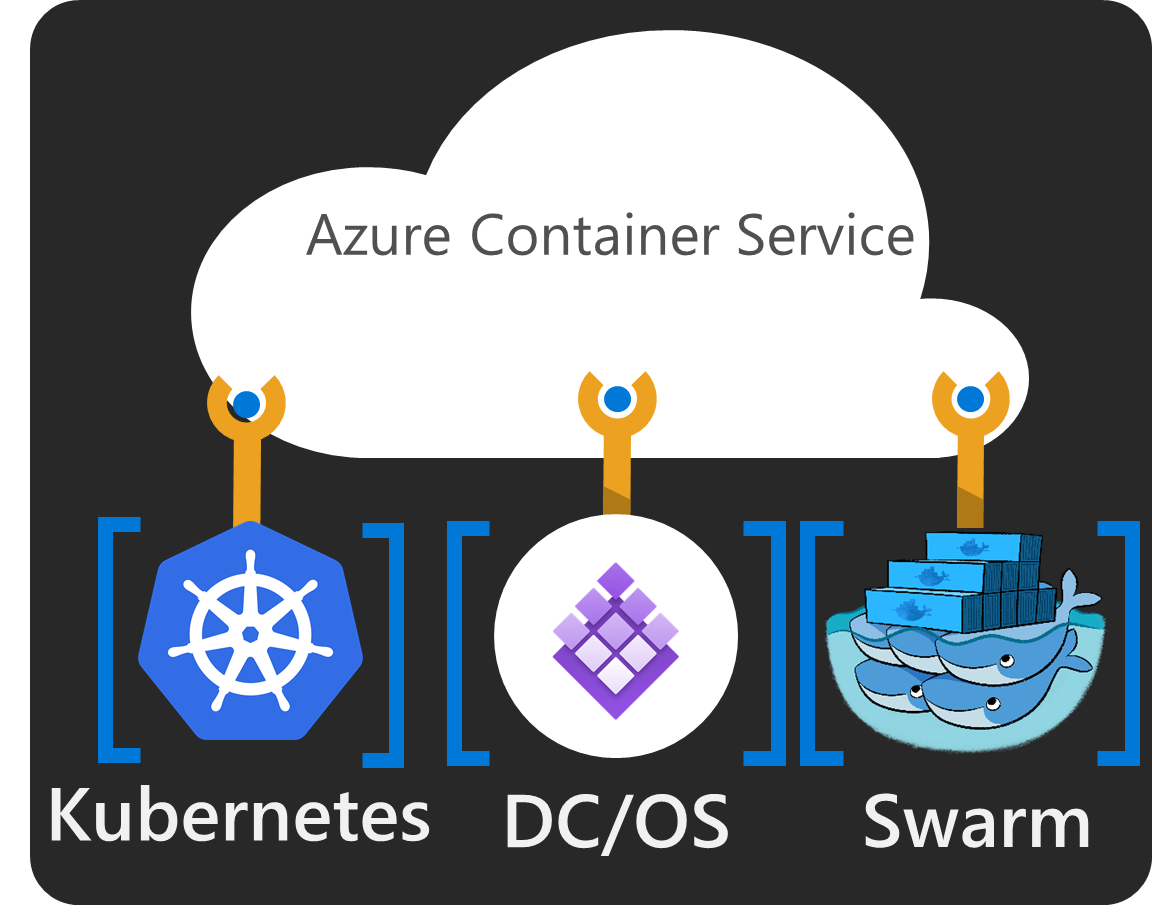 Azure Container Service
Kubernetes
DC/OS
Swarm